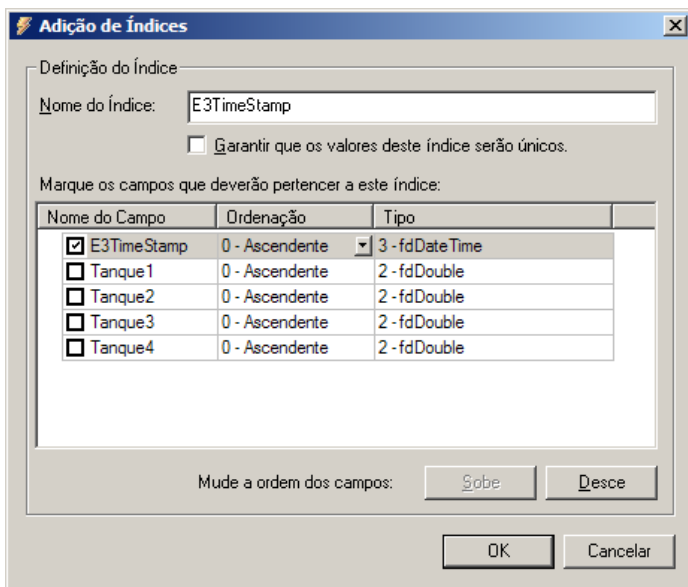 Adição de Índices
Definição do Índice
Nome do Índice: E3TimeStamp
Garantir que os valores deste índice serão únicos.
Marque os campos que deverão pertencer a este índice:
Nome do Campo Ordenação Tipo
E3TimeStamp 0 - Ascendente 3 - fdDateTime
Tanque1 0 - Ascendente 2 - fdDouble
Tanque2 0 - Ascendente 2 - fdDouble
Tanque3 0 - Ascendente 2 - fdDouble
Tanque4 0 - Ascendente 2 - fdDouble
Mude a ordem dos campos: Sobe Desce
OK Cancelar